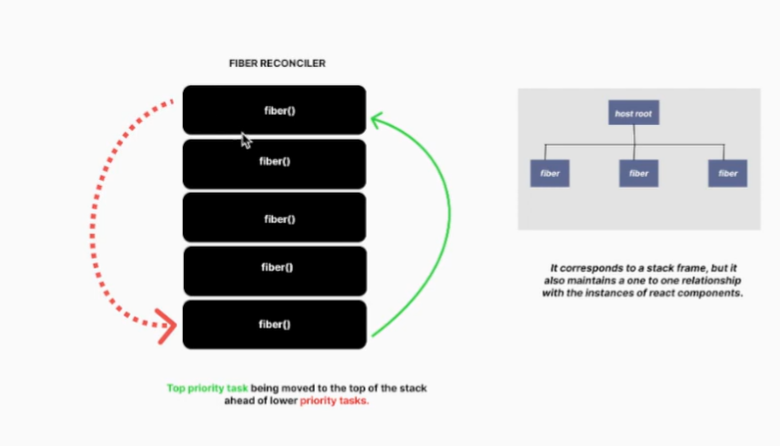 FIBER RECONCILER
fiber()
fiber()
fiber()
fiber()
fiber()
Top priority task being moved to the top of the stack
ahead of lower priority tasks.
host root
fiber fiber fiber
It corresponds to a stack frame, but it
also maintains a one to one relationship
with the instances of react components.